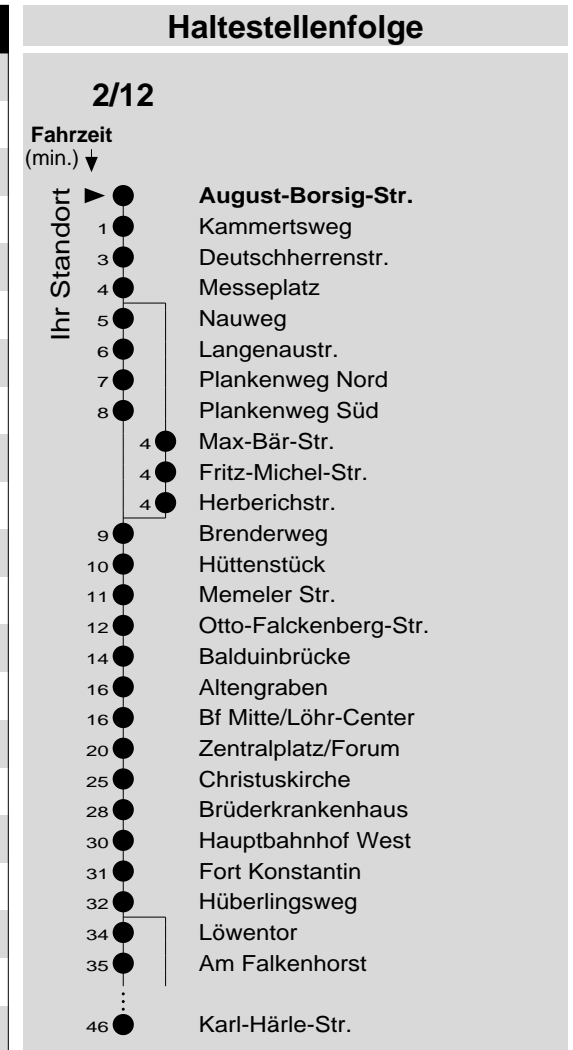 Haltestellenfolge
2/12
Fahrzeit
(min.)
Ihr Standort
August-Borsig-Str.
1 Kammertsweg
3 Deutschherrenstr.
4 Messeplatz
5 Nauweg
6 Langenaustr.
7 Plankenweg Nord
8 Plankenweg Süd
4 Max-Bär-Str.
4 Fritz-Michel-Str.
4 Herberichstr.
9 Brenderweg
10 Hüttenstück
11 Memeler Str.
12 Otto-Falckenberg-Str.
14 Balduinbrücke
16 Altengraben
16 Bf Mitte/Löhr-Center
20 Zentralplatz/Forum
25 Christuskirche
28 Brüderkrankenhaus
30 Hauptbahnhof West
31 Fort Konstantin
32 Hüberlingsweg
34 Löwentor
35 Am Falkenhorst
46 Karl-Härle-Str.